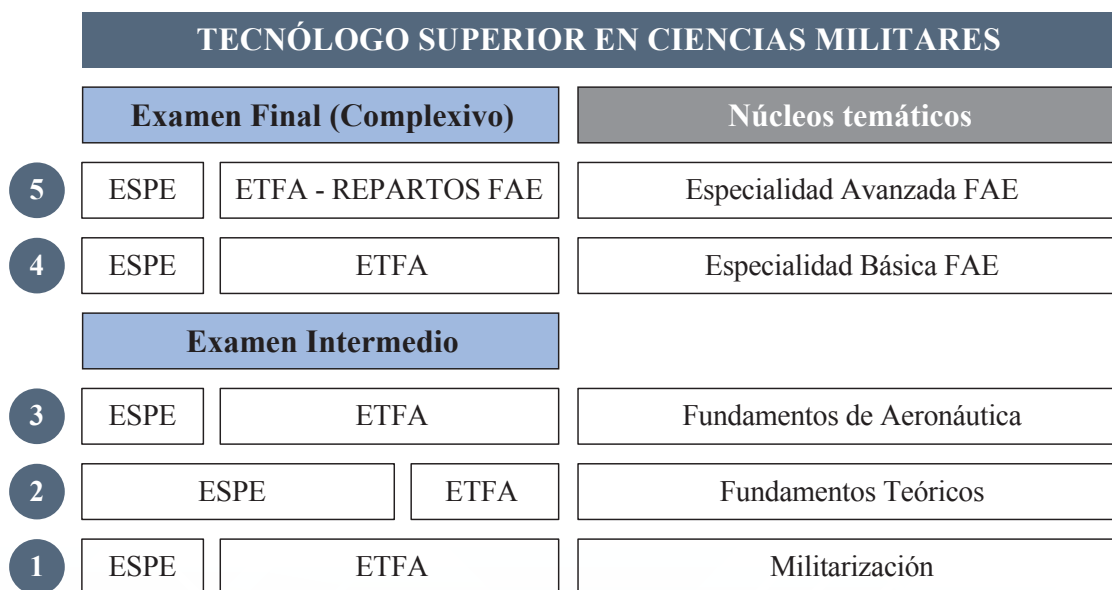 TECNÓLOGO SUPERIOR EN CIENCIAS MILITARES
Examen Final (Complexivo) Núcleos temáticos
5 ESPE ETFA - REPARTOS FAE Especialidad Avanzada FAE
4 ESPE ETFA Especialidad Básica FAE
Examen Intermedio
3 ESPE ETFA Fundamentos de Aeronáutica
2 ESPE ETFA Fundamentos Teóricos
1 ESPE ETFA Militarización